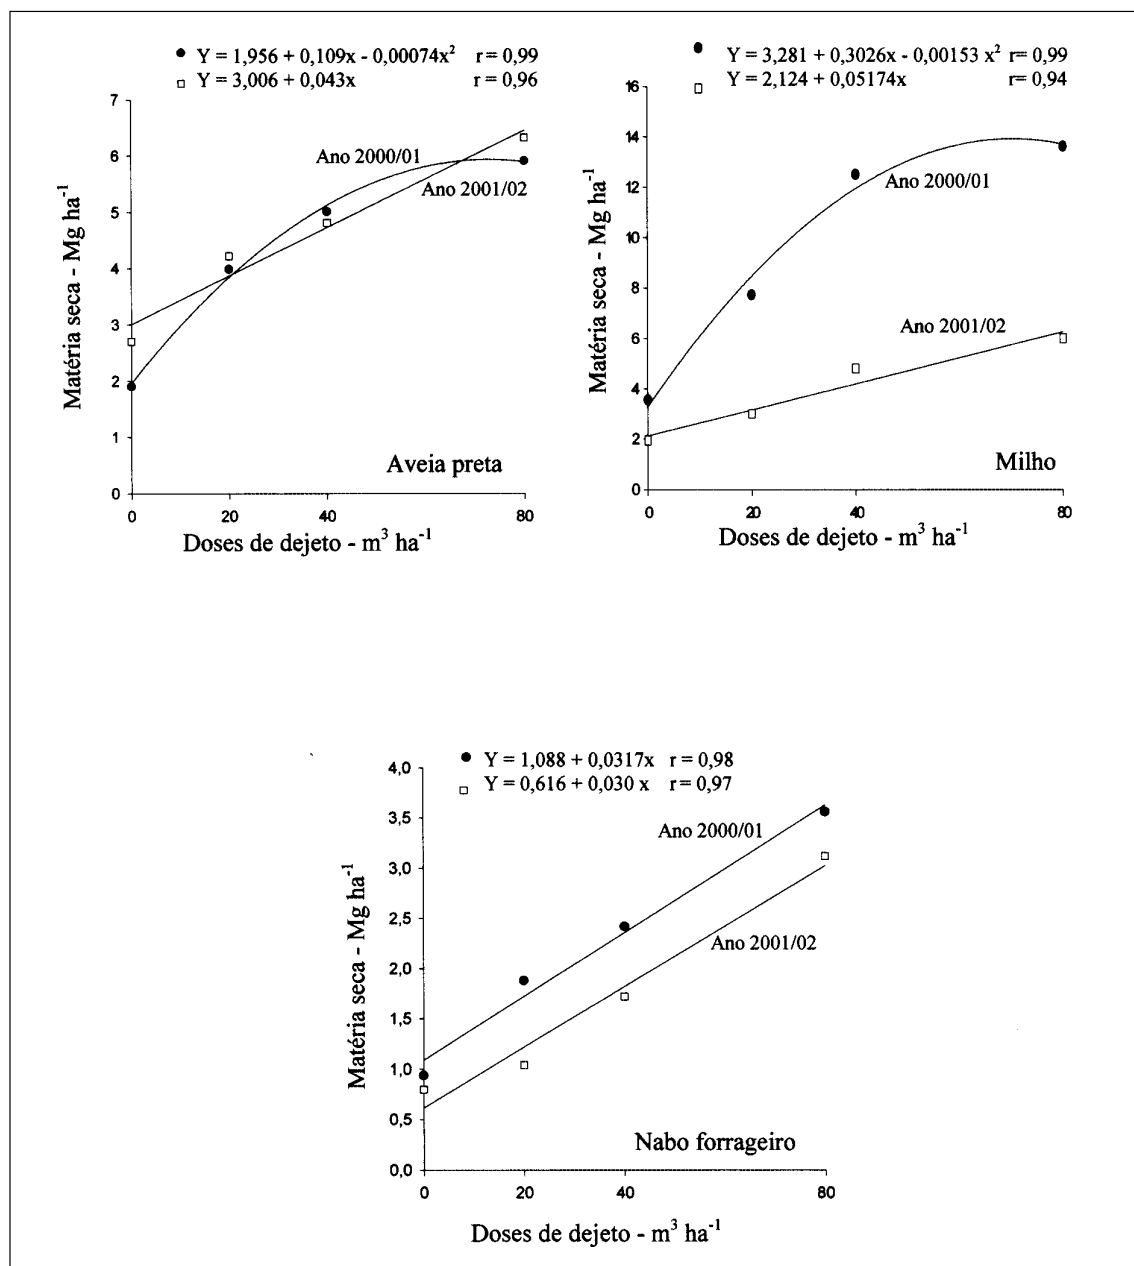 Y = 1,956 + 0,109x - 0,00074x² r = 0,99
Y = 3,006 + 0,043x r = 0,96
7
6
5
4
3
2
1
0
Matéria seca - Mg ha⁻¹
Ano 2000/01
Ano 2001/02
Aveia preta
0 20 40 80
Doses de dejeto - m³ ha⁻¹
Y = 3,281 + 0,3026x - 0,00153 x² r= 0,99
Y = 2,124 + 0,05174x r= 0,94
16
14
12
10
8
6
4
2
0
Matéria seca - Mg ha⁻¹
Ano 2000/01
Ano 2001/02
Milho
0 20 40 80
Doses de dejeto - m³ ha⁻¹
Y = 1,088 + 0,0317x r = 0,98
Y = 0,616 + 0,030 x r = 0,97
4,0
3,5
3,0
2,5
2,0
1,5
1,0
0,5
0,0
Matéria seca - Mg ha⁻¹
Ano 2000/01
Ano 2001/02
Nabo forrageiro
0 20 40 80
Doses de dejeto - m³ ha⁻¹